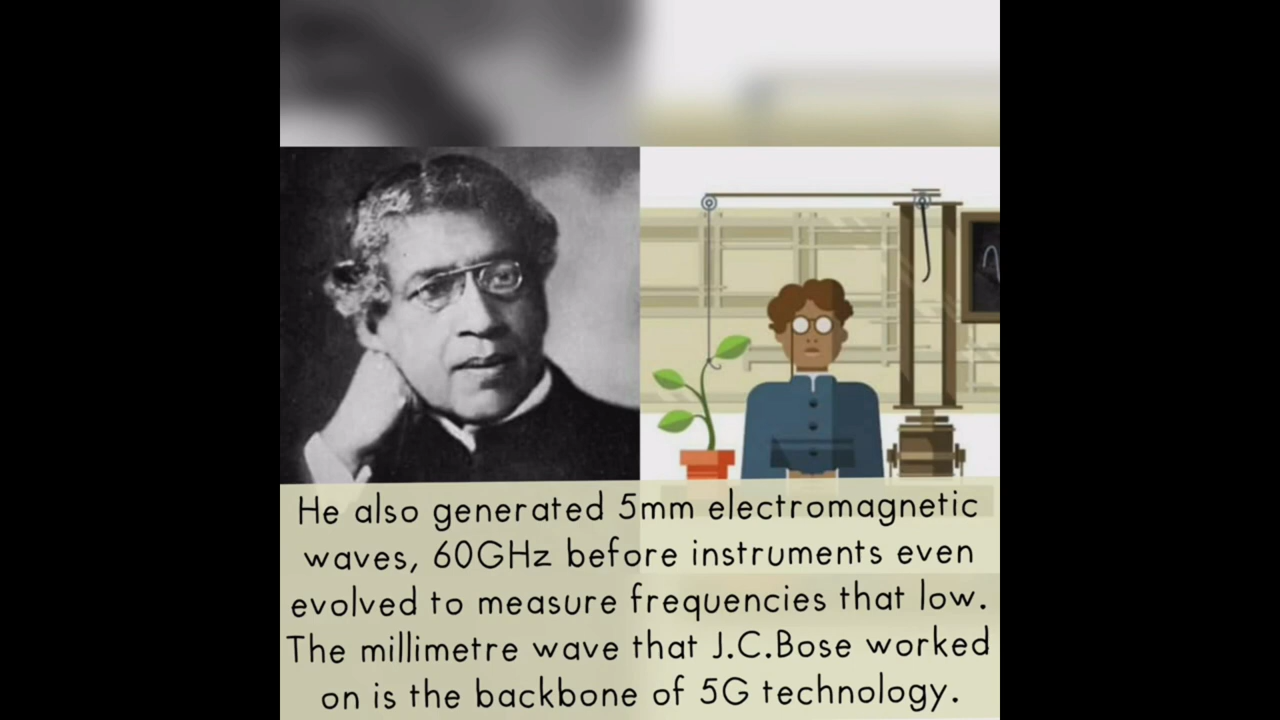 He also generated 5mm electromagnetic
waves, 60GHz before instruments even
evolved to measure frequencies that low.
The millimetre wave that J.C.Bose worked
on is the backbone of 5G technology.